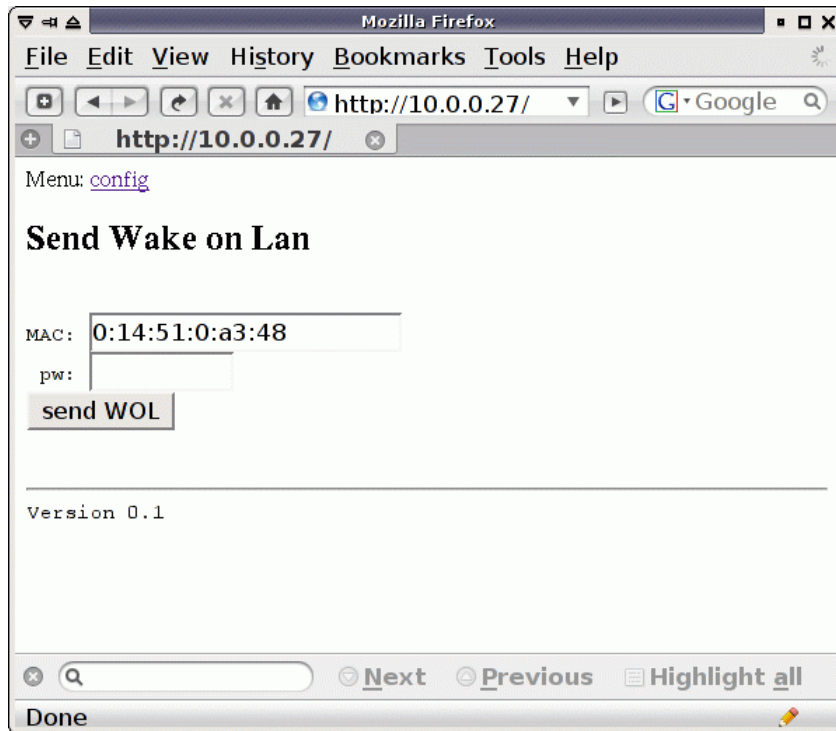 Mozilla Firefox
File Edit View History Bookmarks Tools Help
http://10.0.0.27/ G Google
http://10.0.0.27/
Menu: config
Send Wake on Lan
MAC: 0:14:51:0:a3:48
pw:
send WOL
Version 0.1
Next Previous Highlight all
Done